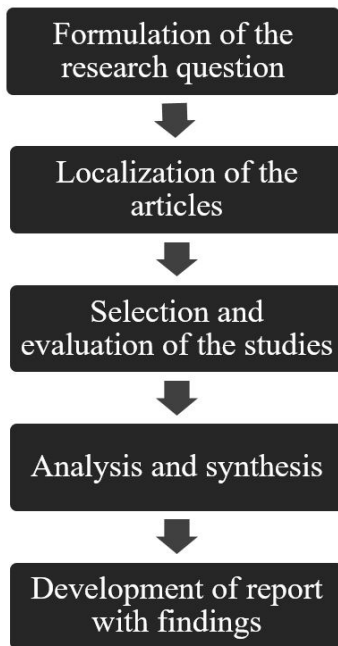 Formulation of the
research question
Localization of the
articles
Selection and
evaluation of the studies
Analysis and synthesis
Development of report
with findings